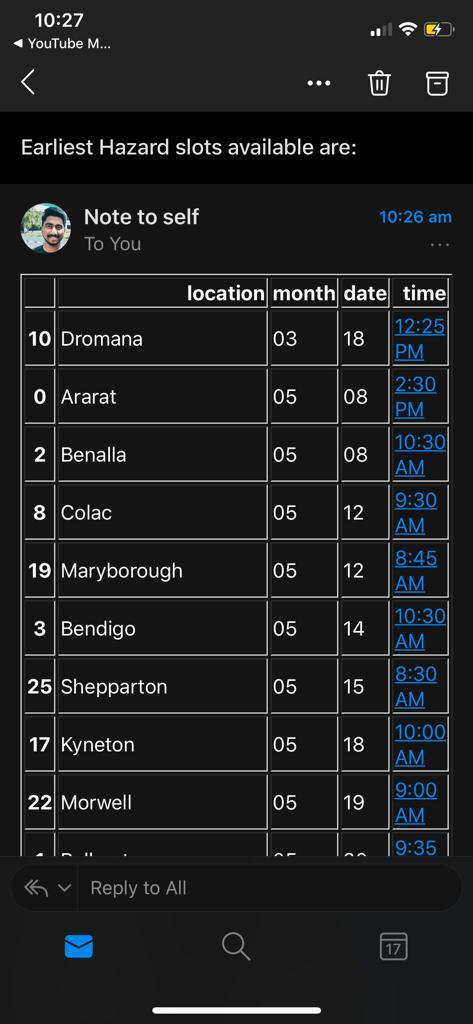 10:27
◀ YouTube M...
Earliest Hazard slots available are:
Note to self
10:26 am
To You
location month date time
10 Dromana 03 18 12:25 PM
0 Ararat 05 08 2:30 PM
2 Benalla 05 08 10:30 AM
8 Colac 05 12 9:30 AM
19 Maryborough 05 12 8:45 AM
3 Bendigo 05 14 10:30 AM
25 Shepparton 05 15 8:30 AM
17 Kyneton 05 18 10:00 AM
22 Morwell 05 19 9:00 AM
9:35
Reply to All
17